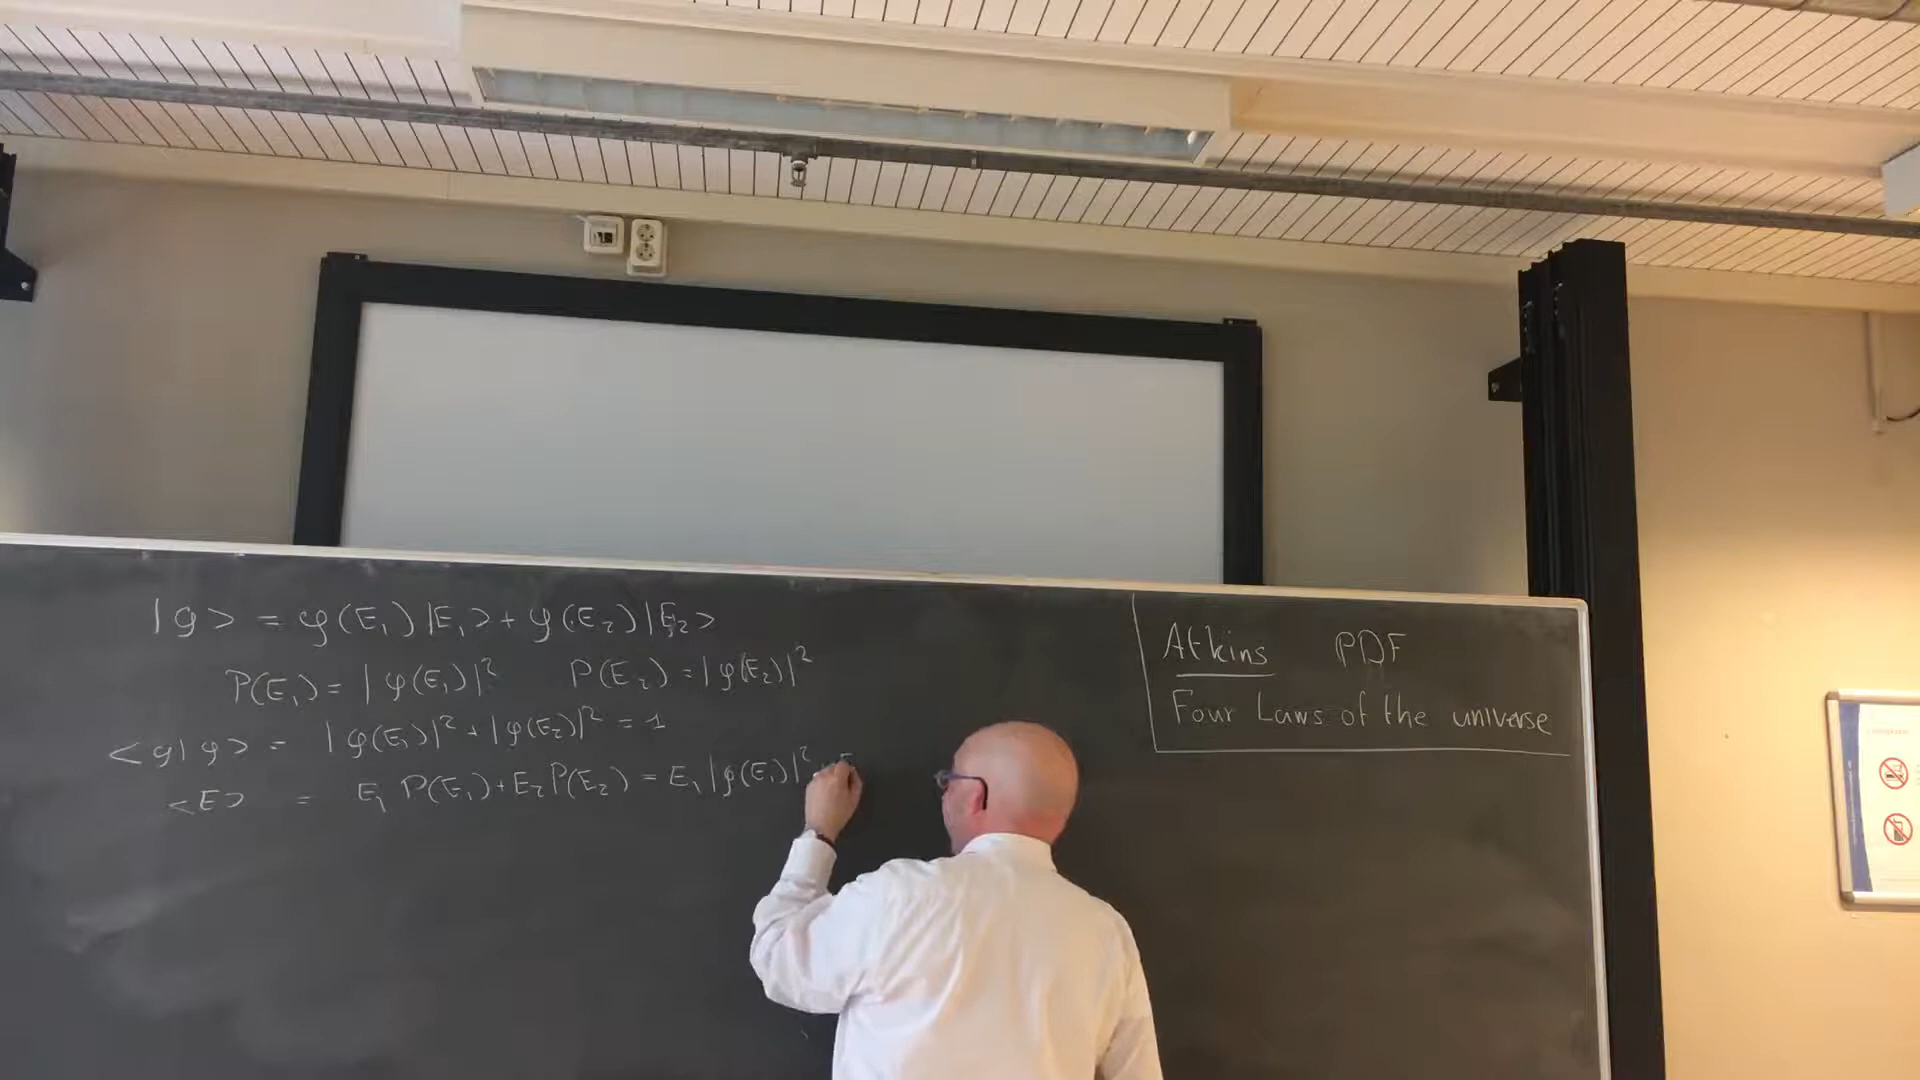 |φ> = φ(E₁)|E₁> + φ(E₂)|E₂>
P(E₁) = |φ(E₁)|² P(E₂) = |φ(E₂)|²
<φ|φ> = |φ(E₁)|² + |φ(E₂)|² = 1
<E> = E₁ P(E₁) + E₂ P(E₂) = E₁ |φ(E₁)|² + E
Atkins PDF
Four Laws of the universe